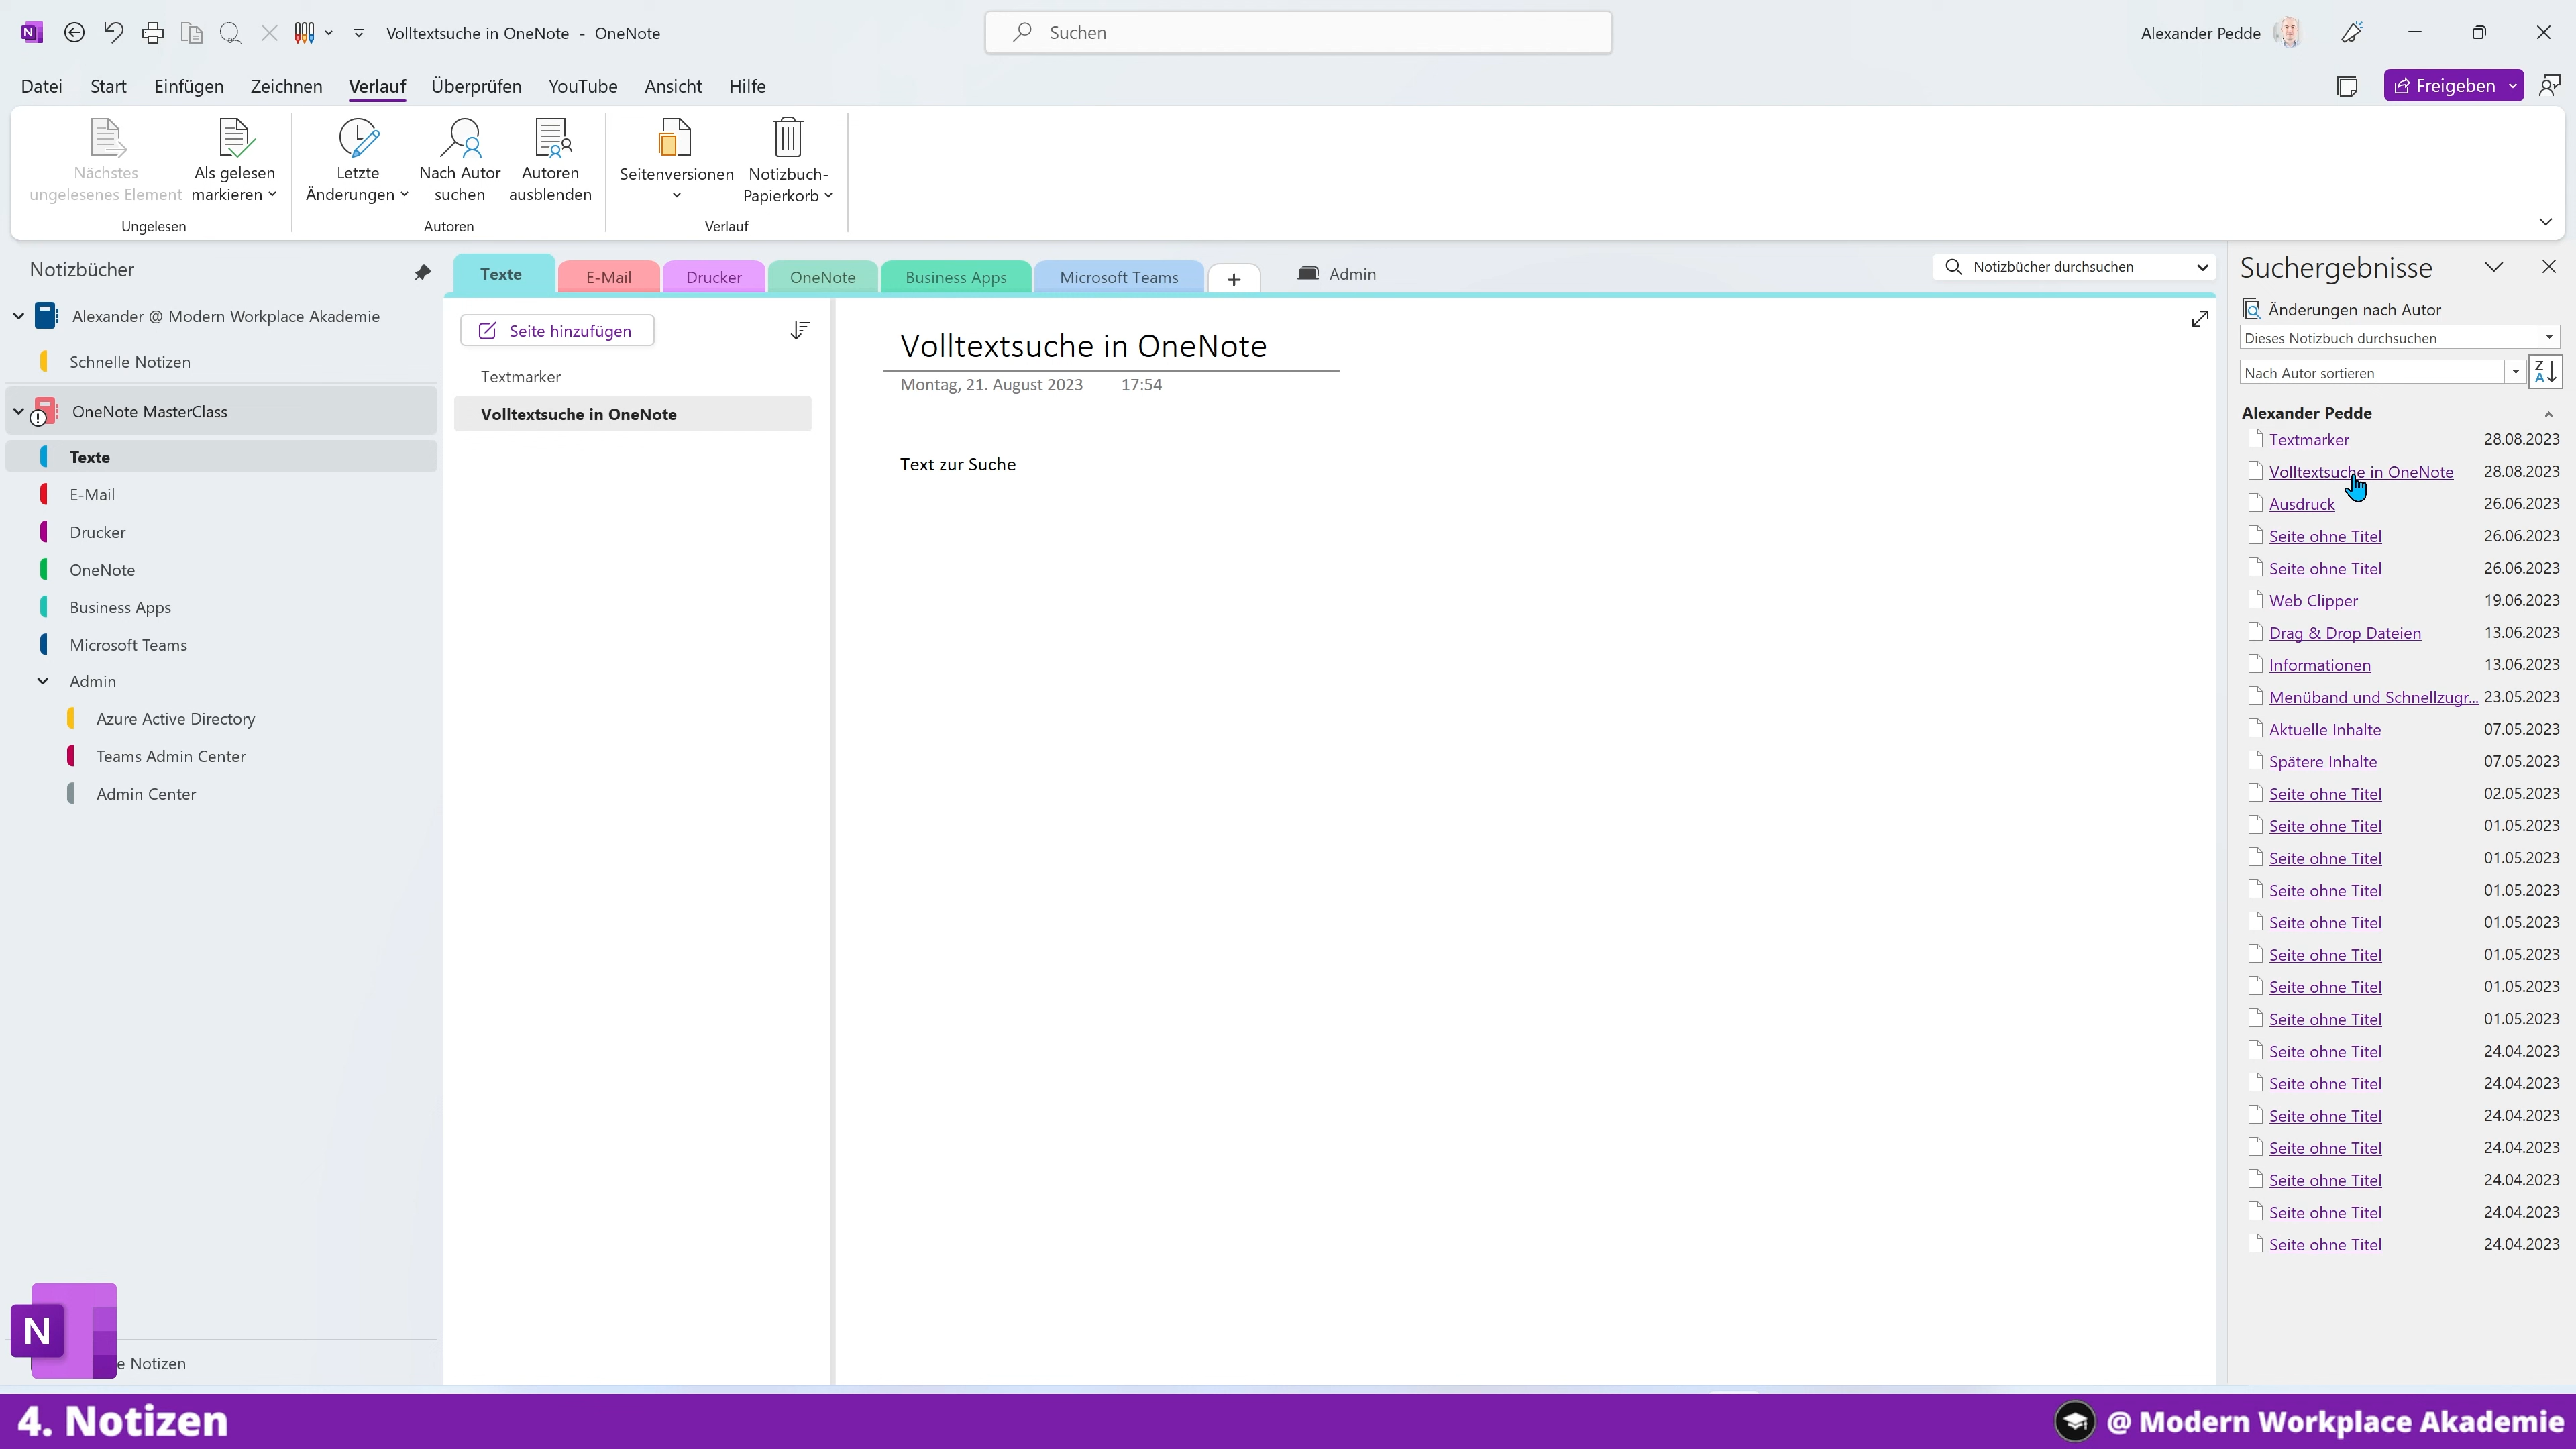 Volltextsuche in OneNote - OneNote
Suchen
Alexander Pedde
Datei Start Einfügen Zeichnen Verlauf Überprüfen YouTube Ansicht Hilfe
Freigeben
Nächstes
ungelesenes Element
Als gelesen
markieren
Letzte
Änderungen
Nach Autor
suchen
Autoren
ausblenden
Seitenversionen
Notizbuch-
Papierkorb
Ungelesen
Autoren
Verlauf
Notizbücher
Alexander @ Modern Workplace Akademie
Schnelle Notizen
OneNote MasterClass
Texte
E-Mail
Drucker
OneNote
Business Apps
Microsoft Teams
Admin
Azure Active Directory
Teams Admin Center
Admin Center
N
e Notizen
Texte E-Mail Drucker OneNote Business Apps Microsoft Teams + Admin
Notizbücher durchsuchen
Seite hinzufügen
Textmarker
Volltextsuche in OneNote
Volltextsuche in OneNote
Montag, 21. August 2023 17:54
Text zur Suche
Suchergebnisse
Änderungen nach Autor
Dieses Notizbuch durchsuchen
Nach Autor sortieren
Z
A
Alexander Pedde
Textmarker 28.08.2023
Volltextsuche in OneNote 28.08.2023
Ausdruck 26.06.2023
Seite ohne Titel 26.06.2023
Seite ohne Titel 26.06.2023
Web Clipper 19.06.2023
Drag & Drop Dateien 13.06.2023
Informationen 13.06.2023
Menüband und Schnellzugr... 23.05.2023
Aktuelle Inhalte 07.05.2023
Spätere Inhalte 07.05.2023
Seite ohne Titel 02.05.2023
Seite ohne Titel 01.05.2023
Seite ohne Titel 01.05.2023
Seite ohne Titel 01.05.2023
Seite ohne Titel 01.05.2023
Seite ohne Titel 01.05.2023
Seite ohne Titel 01.05.2023
Seite ohne Titel 01.05.2023
Seite ohne Titel 24.04.2023
Seite ohne Titel 24.04.2023
Seite ohne Titel 24.04.2023
Seite ohne Titel 24.04.2023
Seite ohne Titel 24.04.2023
Seite ohne Titel 24.04.2023
Seite ohne Titel 24.04.2023
4. Notizen
@ Modern Workplace Akademie